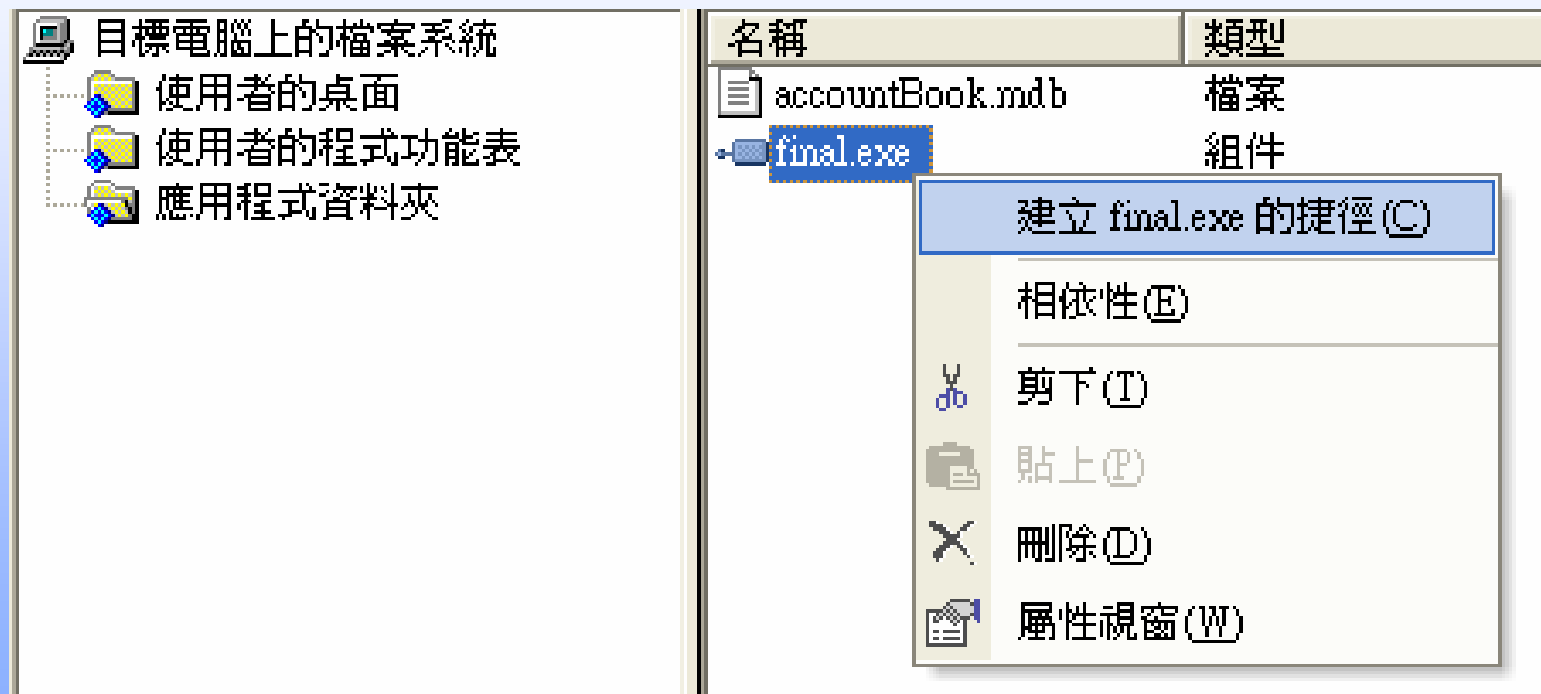 目標電腦上的檔案系統
使用者的桌面
使用者的程式功能表
應用程式資料夾
名稱 類型
accountBook.mdb 檔案
final.exe 組件
建立 final.exe 的捷徑(C)
相依性(E)
剪下(T)
貼上(P)
刪除(D)
屬性視窗(W)